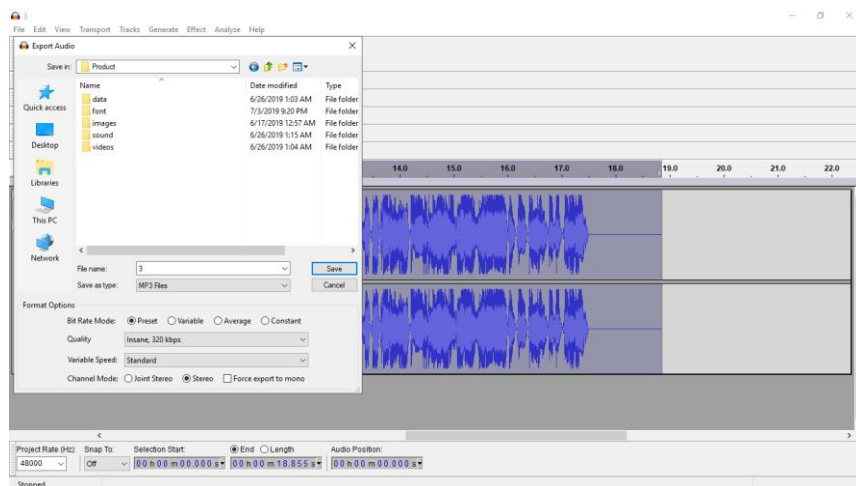 3
File Edit View Transport Tracks Generate Effect Analyze Help
Export Audio
Save in: Product
Name Date modified Type
data 6/26/2019 1:03 AM File folder
font 7/3/2019 9:20 PM File folder
images 6/17/2019 12:57 AM File folder
sound 6/26/2019 1:15 AM File folder
videos 6/26/2019 1:04 AM File folder
Quick access
Desktop
Libraries
This PC
Network
14.0 15.0 16.0 17.0 18.0 19.0 20.0 21.0 22.0
File name: 3 Save
Save as type: MP3 Files Cancel
Format Options
Bit Rate Mode: Preset Variable Average Constant
Quality Insane, 320 kbps
Variable Speed: Standard
Channel Mode: Joint Stereo Stereo Force export to mono
Project Rate (Hz): Snap To: Selection Start: End Length Audio Position:
48000 Off 00 h 00 m 00.000 s 00 h 00 m 18.855 s 00 h 00 m 00.000 s
Stopped.